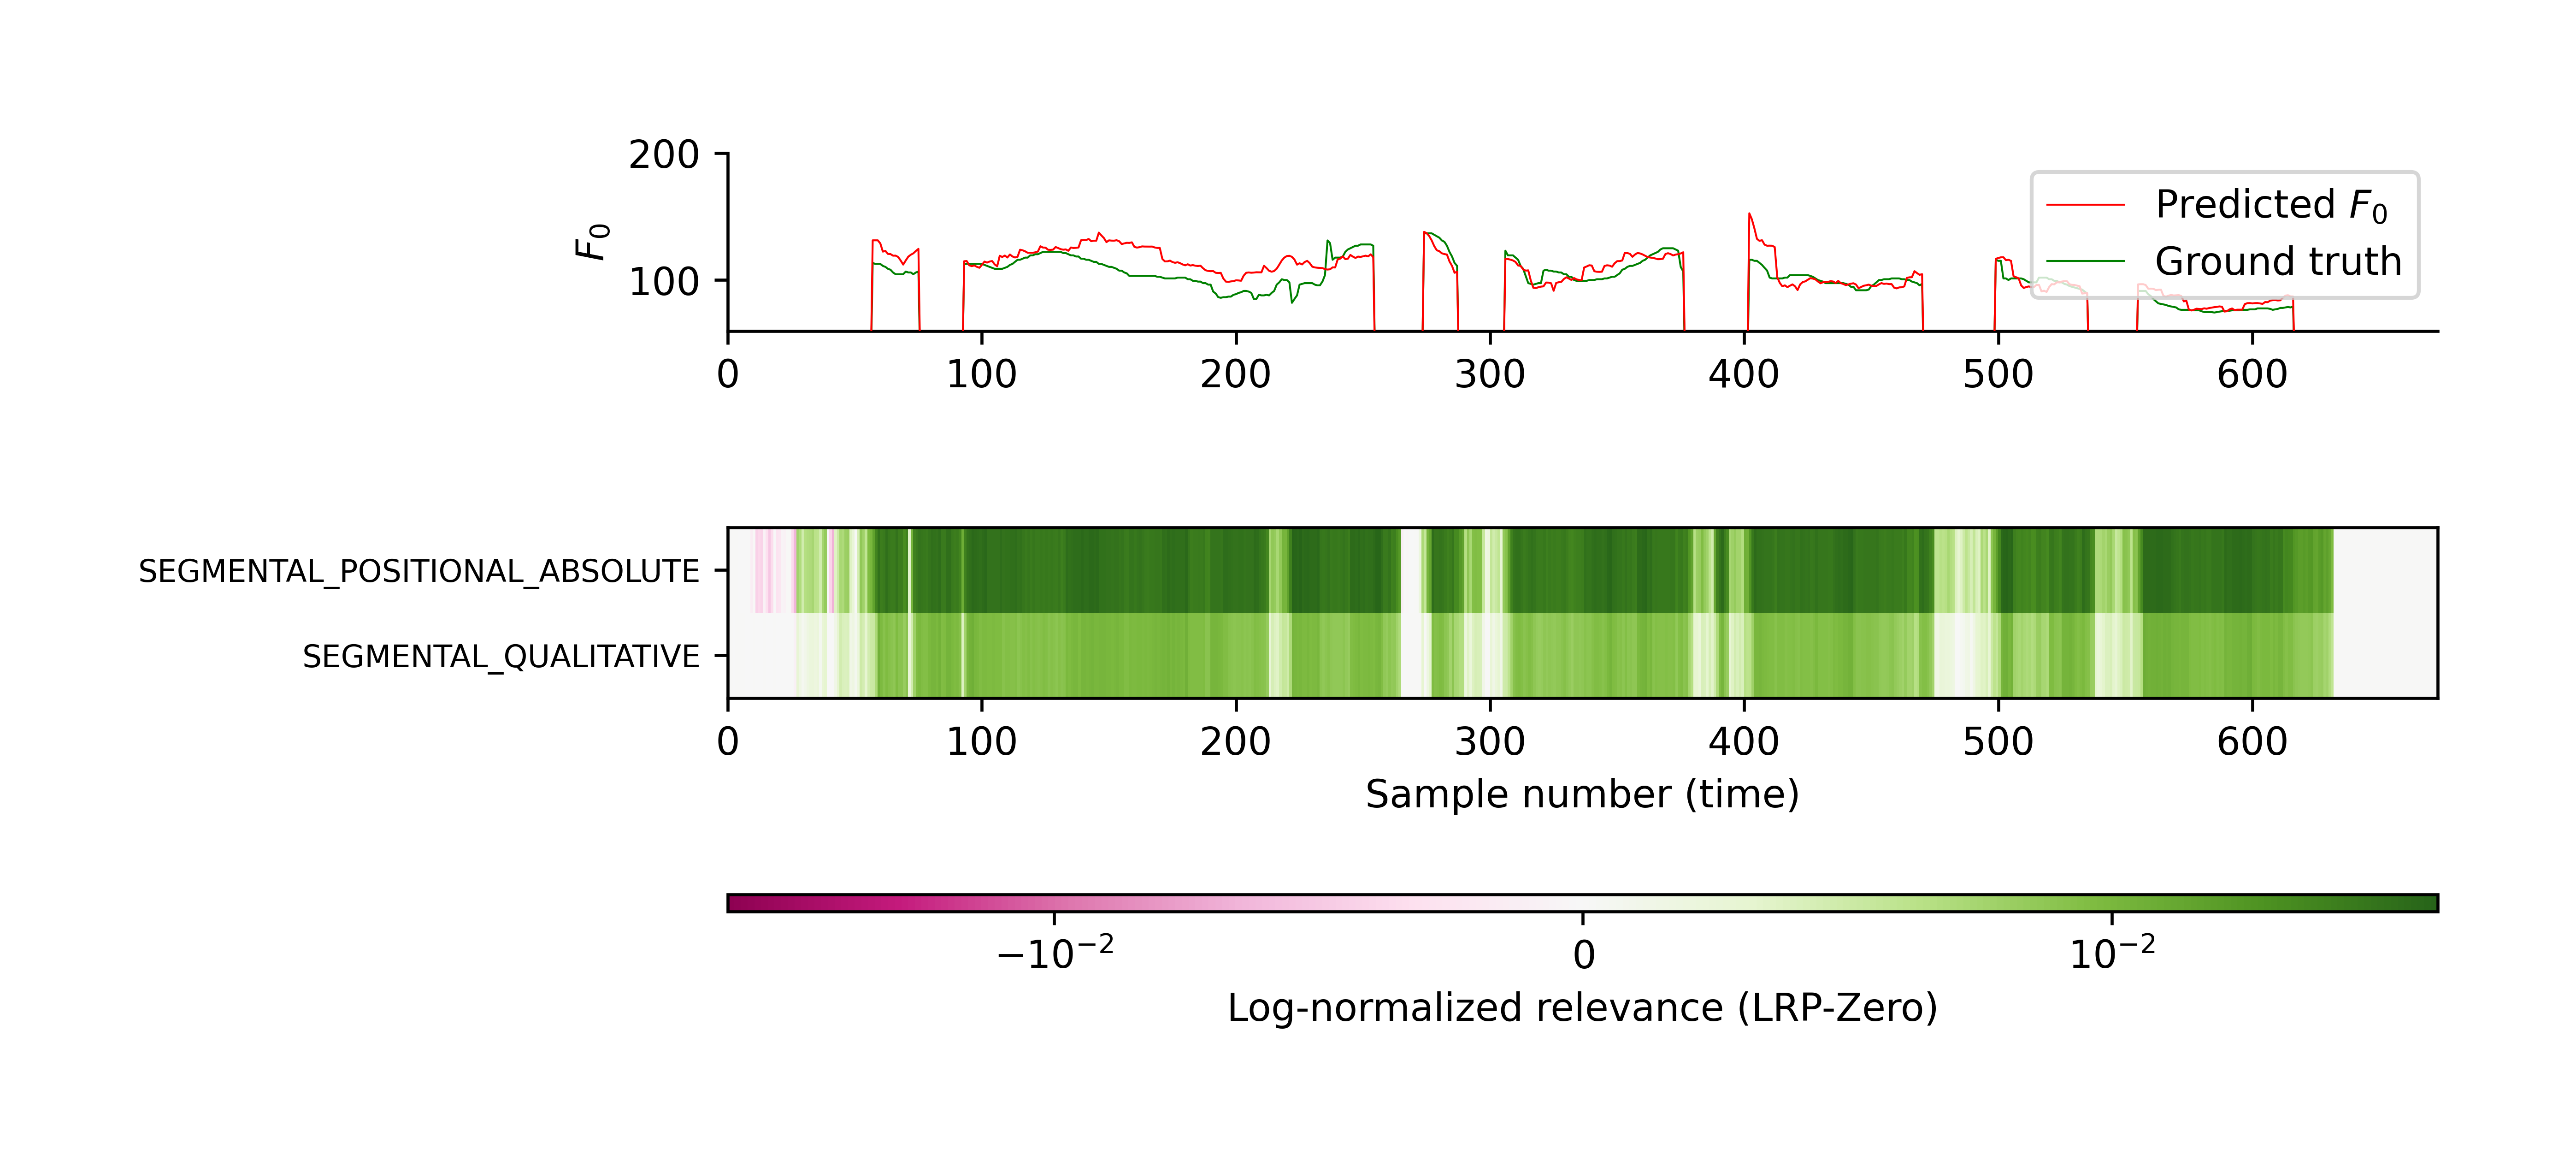 200
100
F₀
Predicted F₀
Ground truth
0 100 200 300 400 500 600
SEGMENTAL_POSITIONAL_ABSOLUTE
SEGMENTAL_QUALITATIVE
0 100 200 300 400 500 600
Sample number (time)
−10⁻² 0 10⁻²
Log-normalized relevance (LRP-Zero)